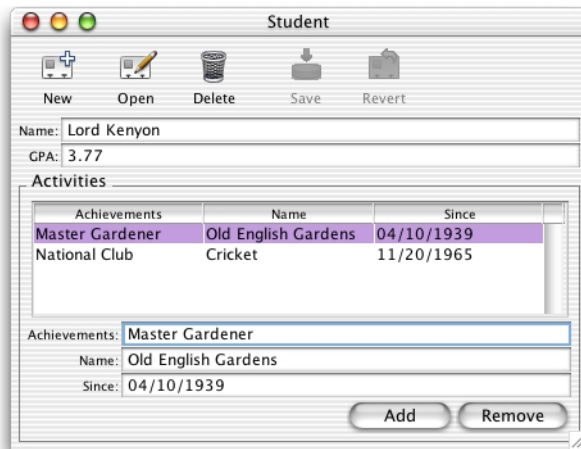 Student
New Open Delete Save Revert
Name: Lord Kenyon
GPA: 3.77
Activities
Achievements Name Since
Master Gardener Old English Gardens 04/10/1939
National Club Cricket 11/20/1965
Achievements: Master Gardener
Name: Old English Gardens
Since: 04/10/1939
Add Remove